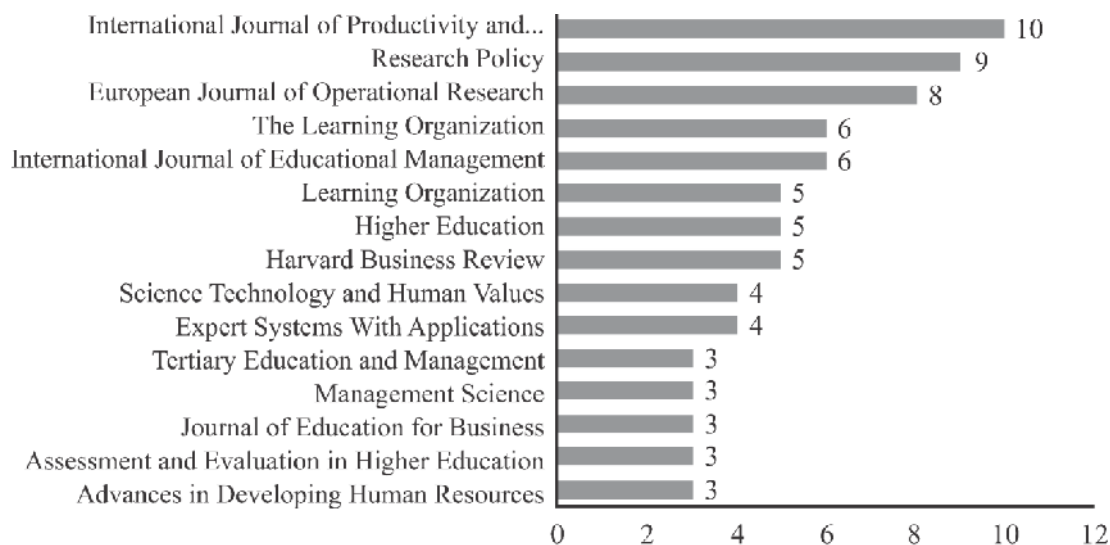 International Journal of Productivity and... 10
Research Policy 9
European Journal of Operational Research 8
The Learning Organization 6
International Journal of Educational Management 6
Learning Organization 5
Higher Education 5
Harvard Business Review 5
Science Technology and Human Values 4
Expert Systems With Applications 4
Tertiary Education and Management 3
Management Science 3
Journal of Education for Business 3
Assessment and Evaluation in Higher Education 3
Advances in Developing Human Resources 3
0 2 4 6 8 10 12